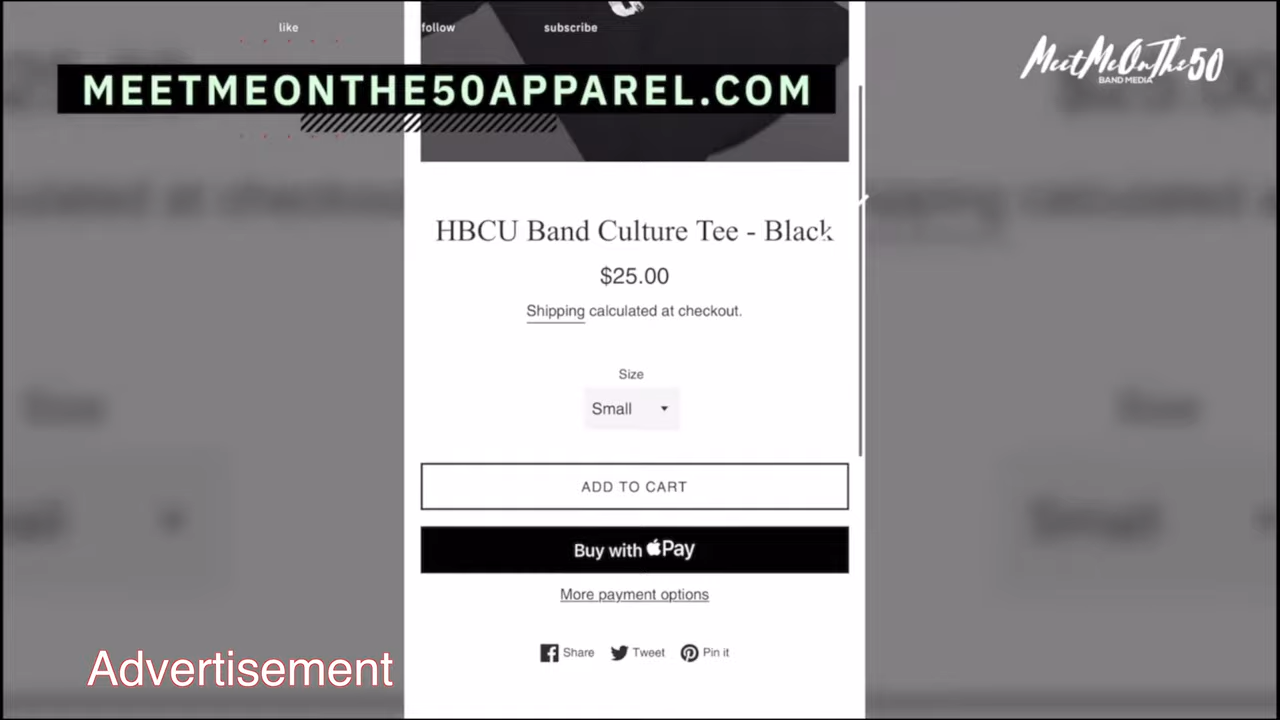 like follow subscribe
MEETMEONTHE50APPAREL.COM
MeetMeOnThe50
BAND MEDIA
HBCU Band Culture Tee - Black
$25.00
Shipping calculated at checkout.
Size
Small
ADD TO CART
Buy with Pay
More payment options
Share Tweet Pin it
Advertisement